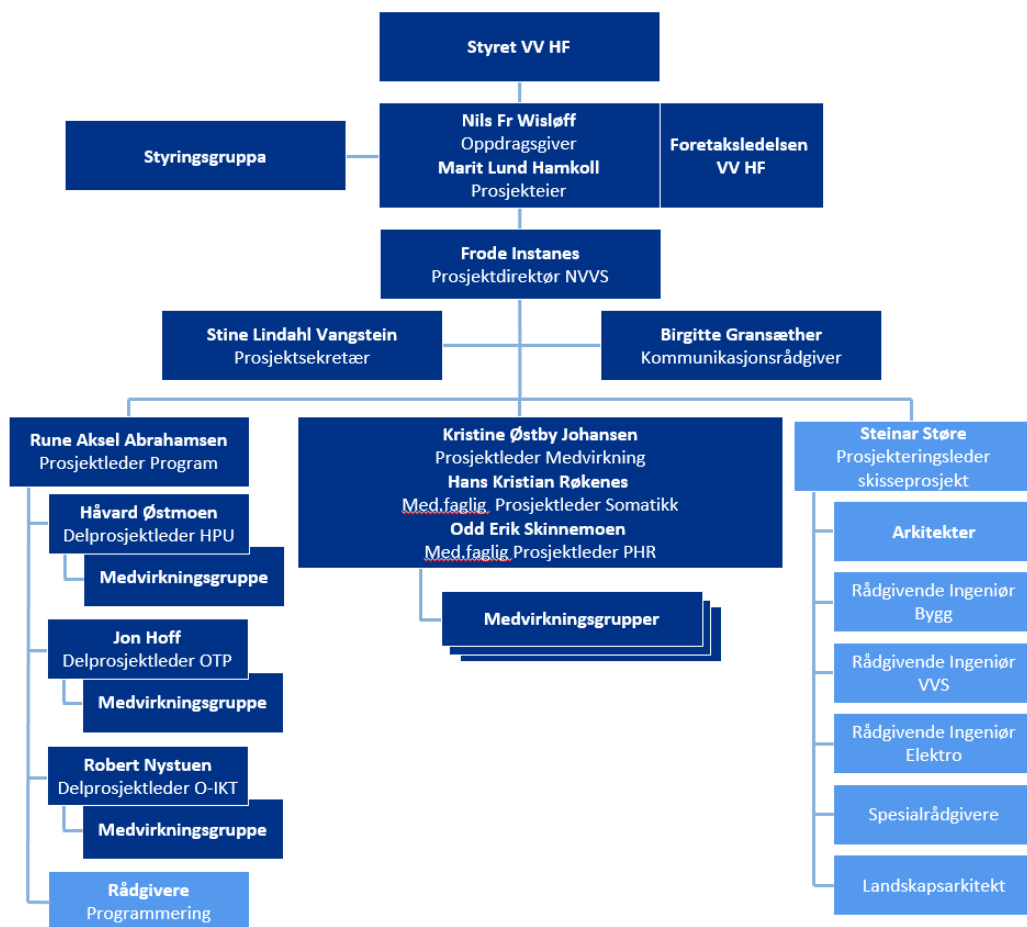 Styret VV HF
Styringsgruppa
Nils Fr Wisløff
Oppdragsgiver
Marit Lund Hamkoll
Prosjekteier
Foretaksledelsen
VV HF
Frode Instanes
Prosjektdirektør NVVS
Stine Lindahl Vangstein
Prosjektsekretær
Birgitte Gransæther
Kommunikasjonsrådgiver
Rune Aksel Abrahamsen
Prosjektleder Program
Håvard Østmoen
Delprosjektleder HPU
Medvirkningsgruppe
Jon Hoff
Delprosjektleder OTP
Medvirkningsgruppe
Robert Nystuen
Delprosjektleder O-IKT
Medvirkningsgruppe
Rådgivere
Programmering
Kristine Østby Johansen
Prosjektleder Medvirkning
Hans Kristian Røkenes
Med.faglig Prosjektleder Somatikk
Odd Erik Skinnemoen
Med.faglig Prosjektleder PHR
Medvirkningsgrupper
Steinar Støre
Prosjekteringsleder
skisseprosjekt
Arkitekter
Rådgivende Ingeniør
Bygg
Rådgivende Ingeniør
VVS
Rådgivende Ingeniør
Elektro
Spesialrådgivere
Landskapsarkitekt